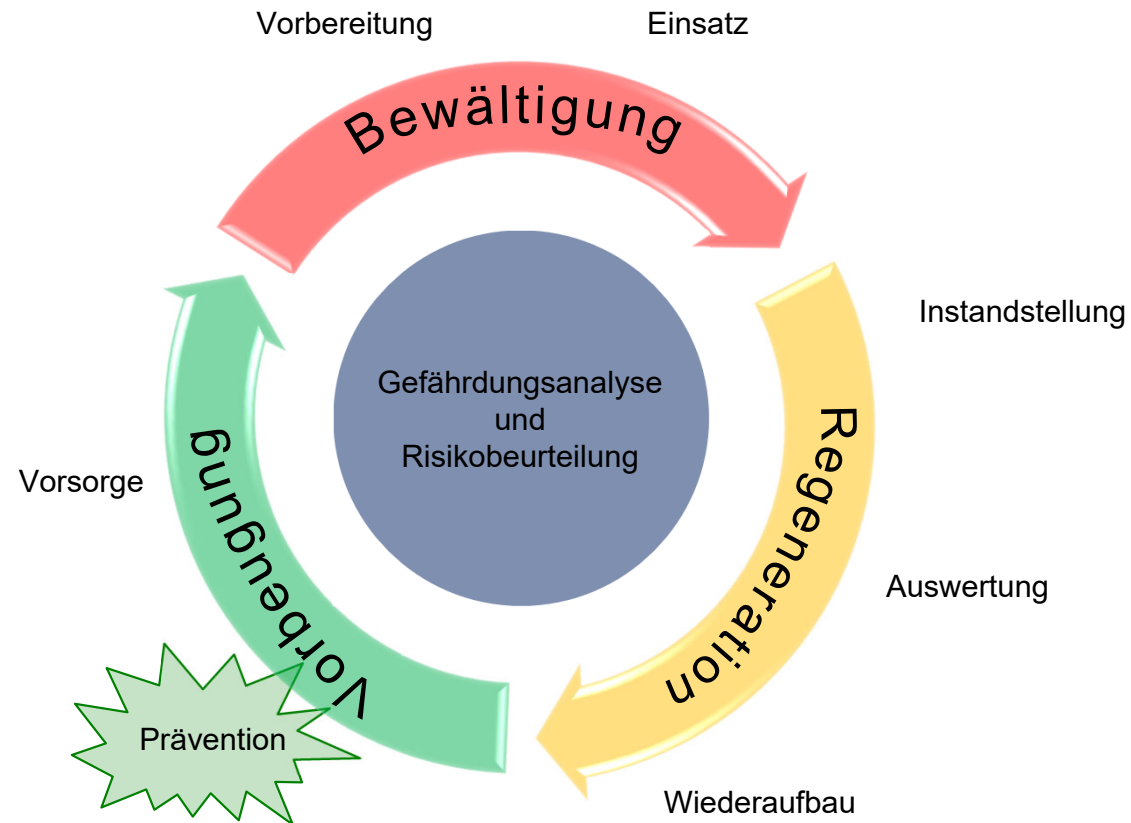 Vorbereitung
Einsatz
Bewältigung
Instandstellung
Gefährdungsanalyse
und
Risikobeurteilung
Regeneration
Vorsorge
Vorbeugung
Auswertung
Prävention
Wiederaufbau